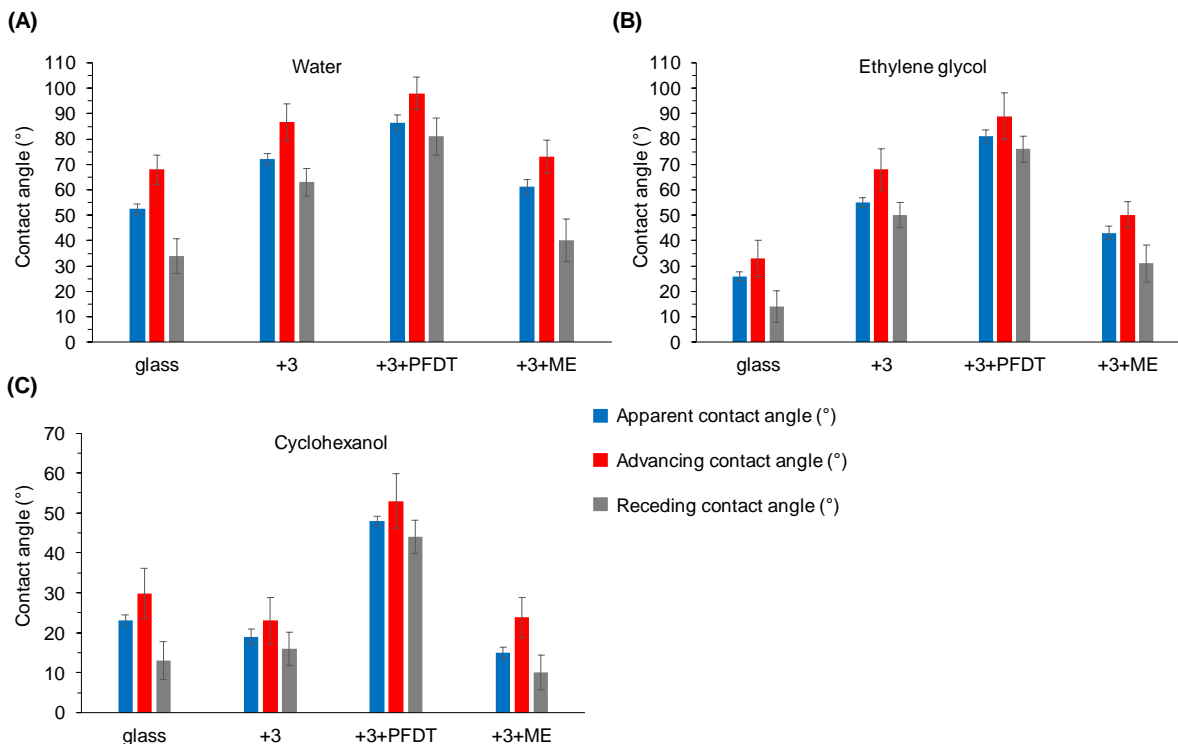 (A)
Water
Contact angle (°)
110
100
90
80
70
60
50
40
30
20
10
0
glass +3 +3+PFDT +3+ME
(B)
Ethylene glycol
Contact angle (°)
110
100
90
80
70
60
50
40
30
20
10
0
glass +3 +3+PFDT +3+ME
(C)
Cyclohexanol
Contact angle (°)
70
60
50
40
30
20
10
0
glass +3 +3+PFDT +3+ME
Apparent contact angle (°)
Advancing contact angle (°)
Receding contact angle (°)